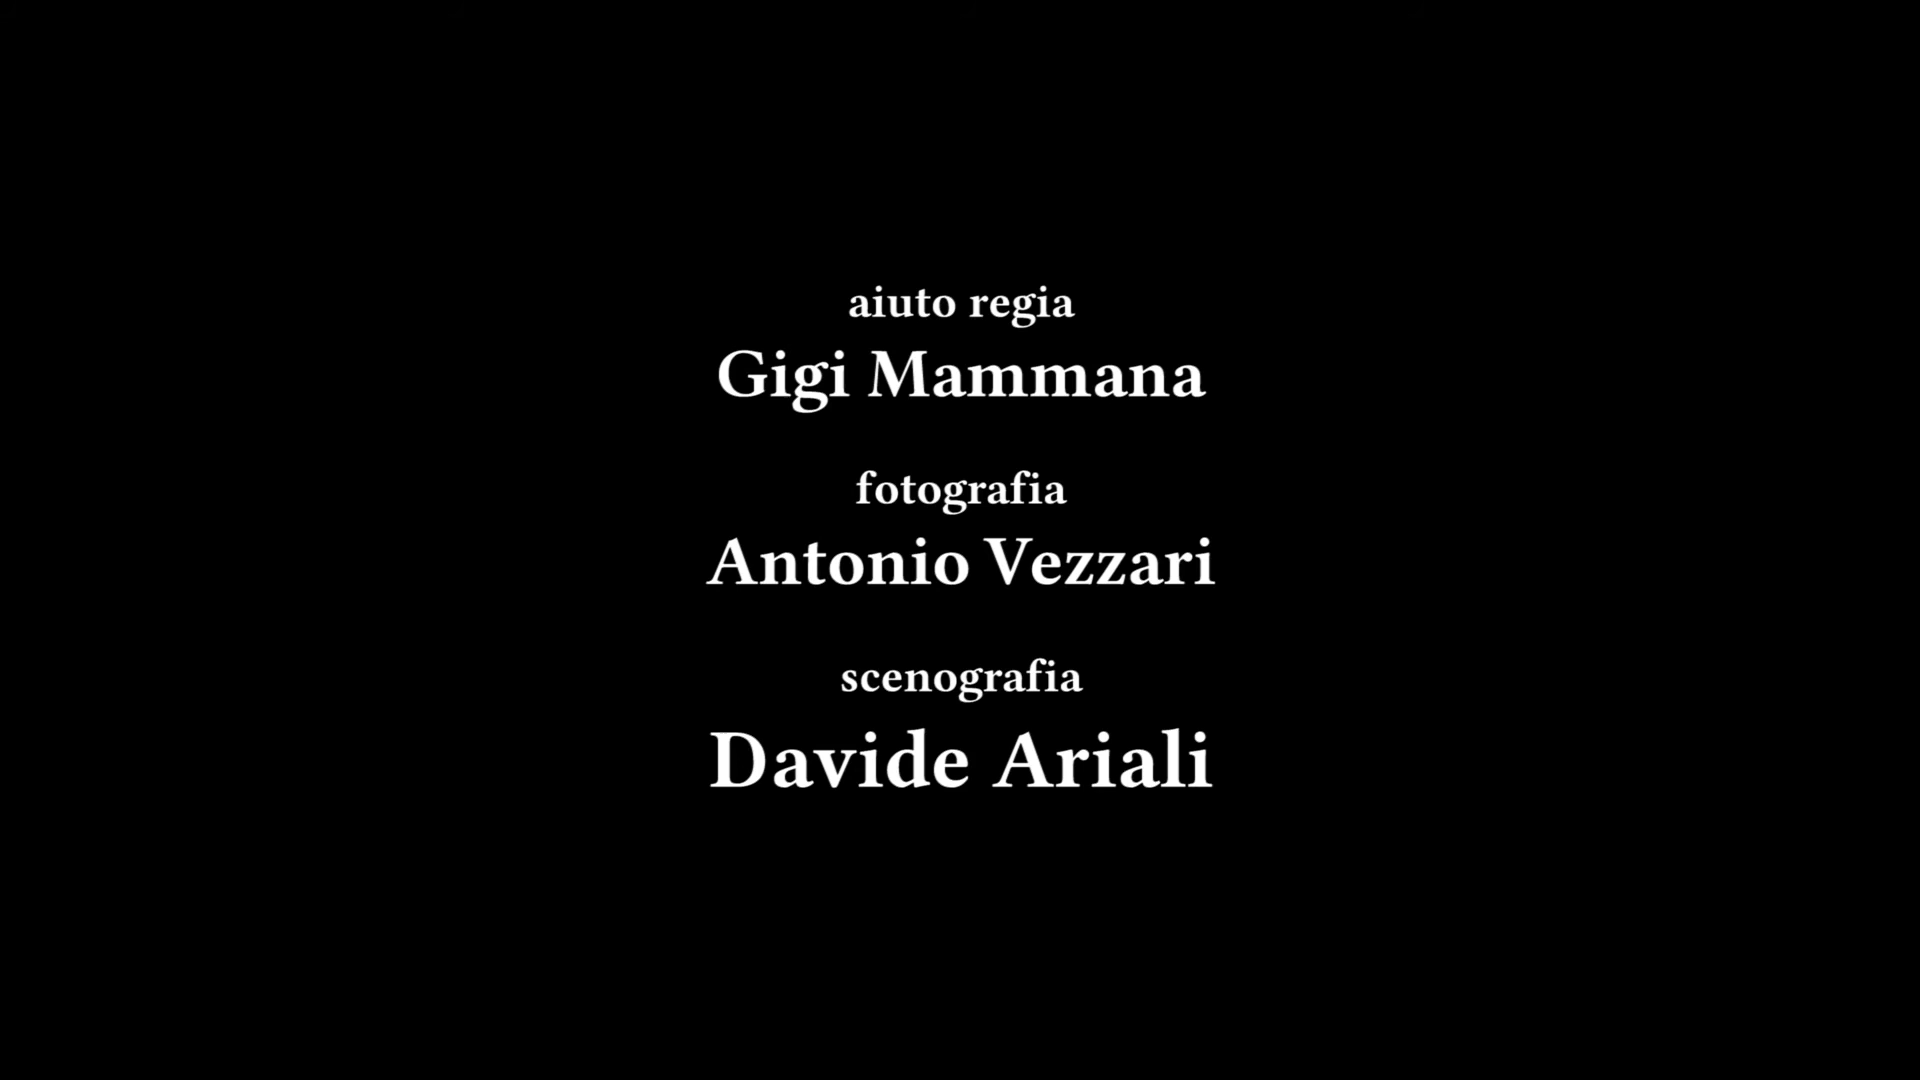 aiuto regia
Gigi Mammana
fotografia
Antonio Vezzari
scenografia
Davide Ariali